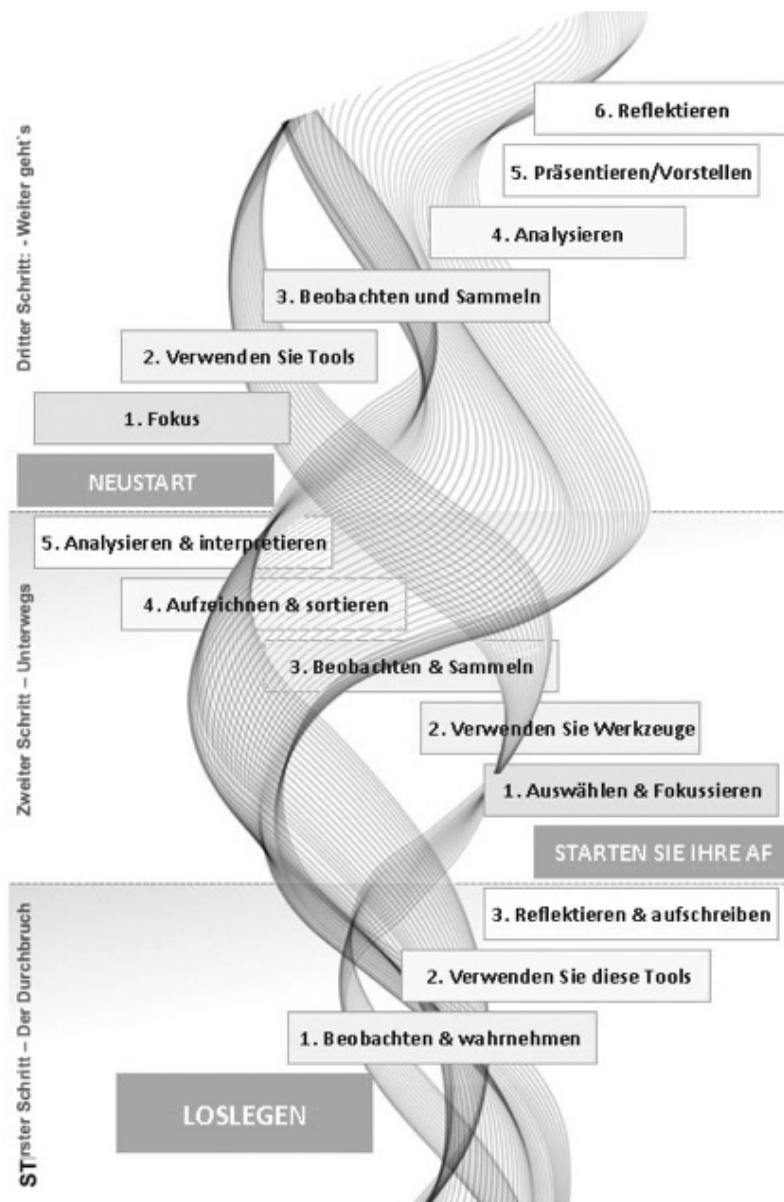 6. Reflektieren
5. Präsentieren/Vorstellen
4. Analysieren
3. Beobachten und Sammeln
2. Verwenden Sie Tools
1. Fokus
NEUSTART
Dritter Schritt: - Weiter geht`s
5. Analysieren & interpretieren
4. Aufzeichnen & sortieren
3. Beobachten & Sammeln
2. Verwenden Sie Werkzeuge
1. Auswählen & Fokussieren
STARTEN SIE IHRE AF
Zweiter Schritt – Unterwegs
3. Reflektieren & aufschreiben
2. Verwenden Sie diese Tools
1. Beobachten & wahrnehmen
LOSLEGEN
STrster Schritt – Der Durchbruch